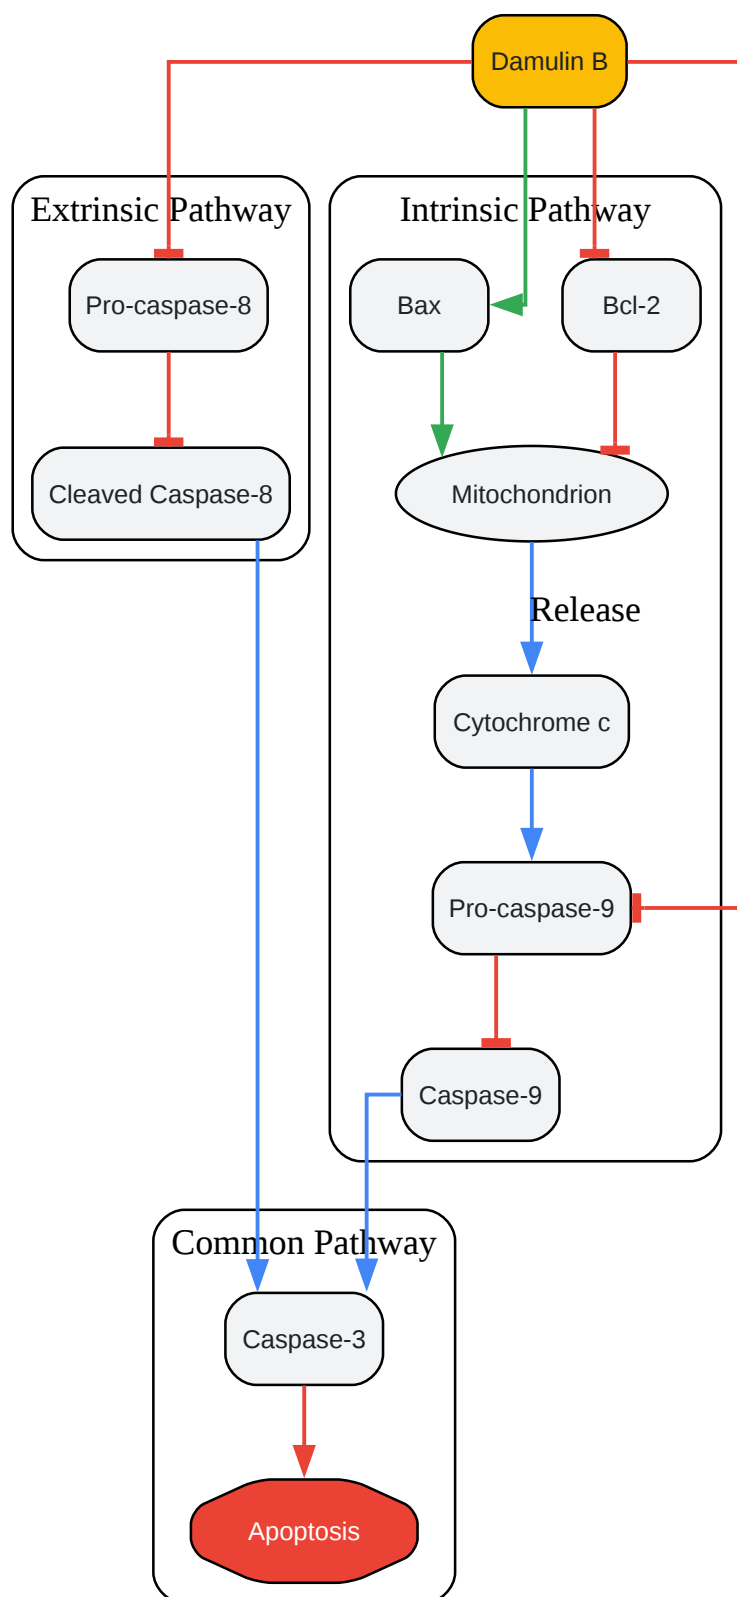 Damulin B
Extrinsic Pathway
Intrinsic Pathway
Pro-caspase-8
Bax
Bcl-2
Cleaved Caspase-8
Mitochondrion
Release
Cytochrome c
Pro-caspase-9
Caspase-9
Common Pathway
Caspase-3
Apoptosis